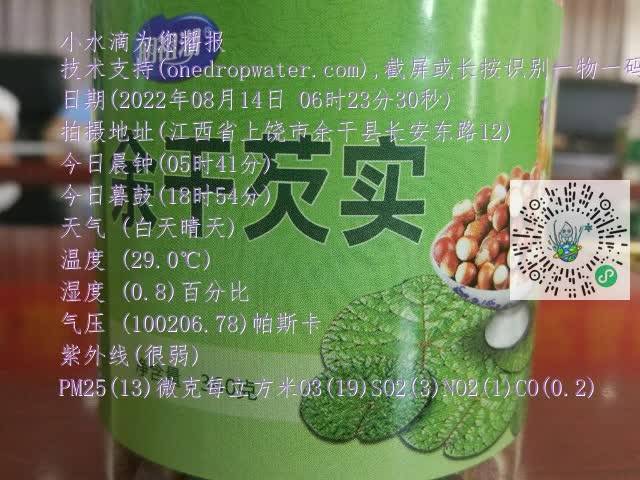 小水滴为您播报
技术支持(onedropwater.com),截屏或长按识别一物一码
日期(2022年08月14日 06时23分30秒)
拍摄地址(江西省上饶市余干县长安东路12)
今日晨钟(05时41分)
余干芡实
今日暮鼓(18时54分)
天气 (白天晴天)
温度 (29.0℃)
湿度 (0.8)百分比
气压 (100206.78)帕斯卡
紫外线(很弱)
净含量
克
PM25(13)微克每立方米O3(19)SO2(3)NO2(1)CO(0.2)